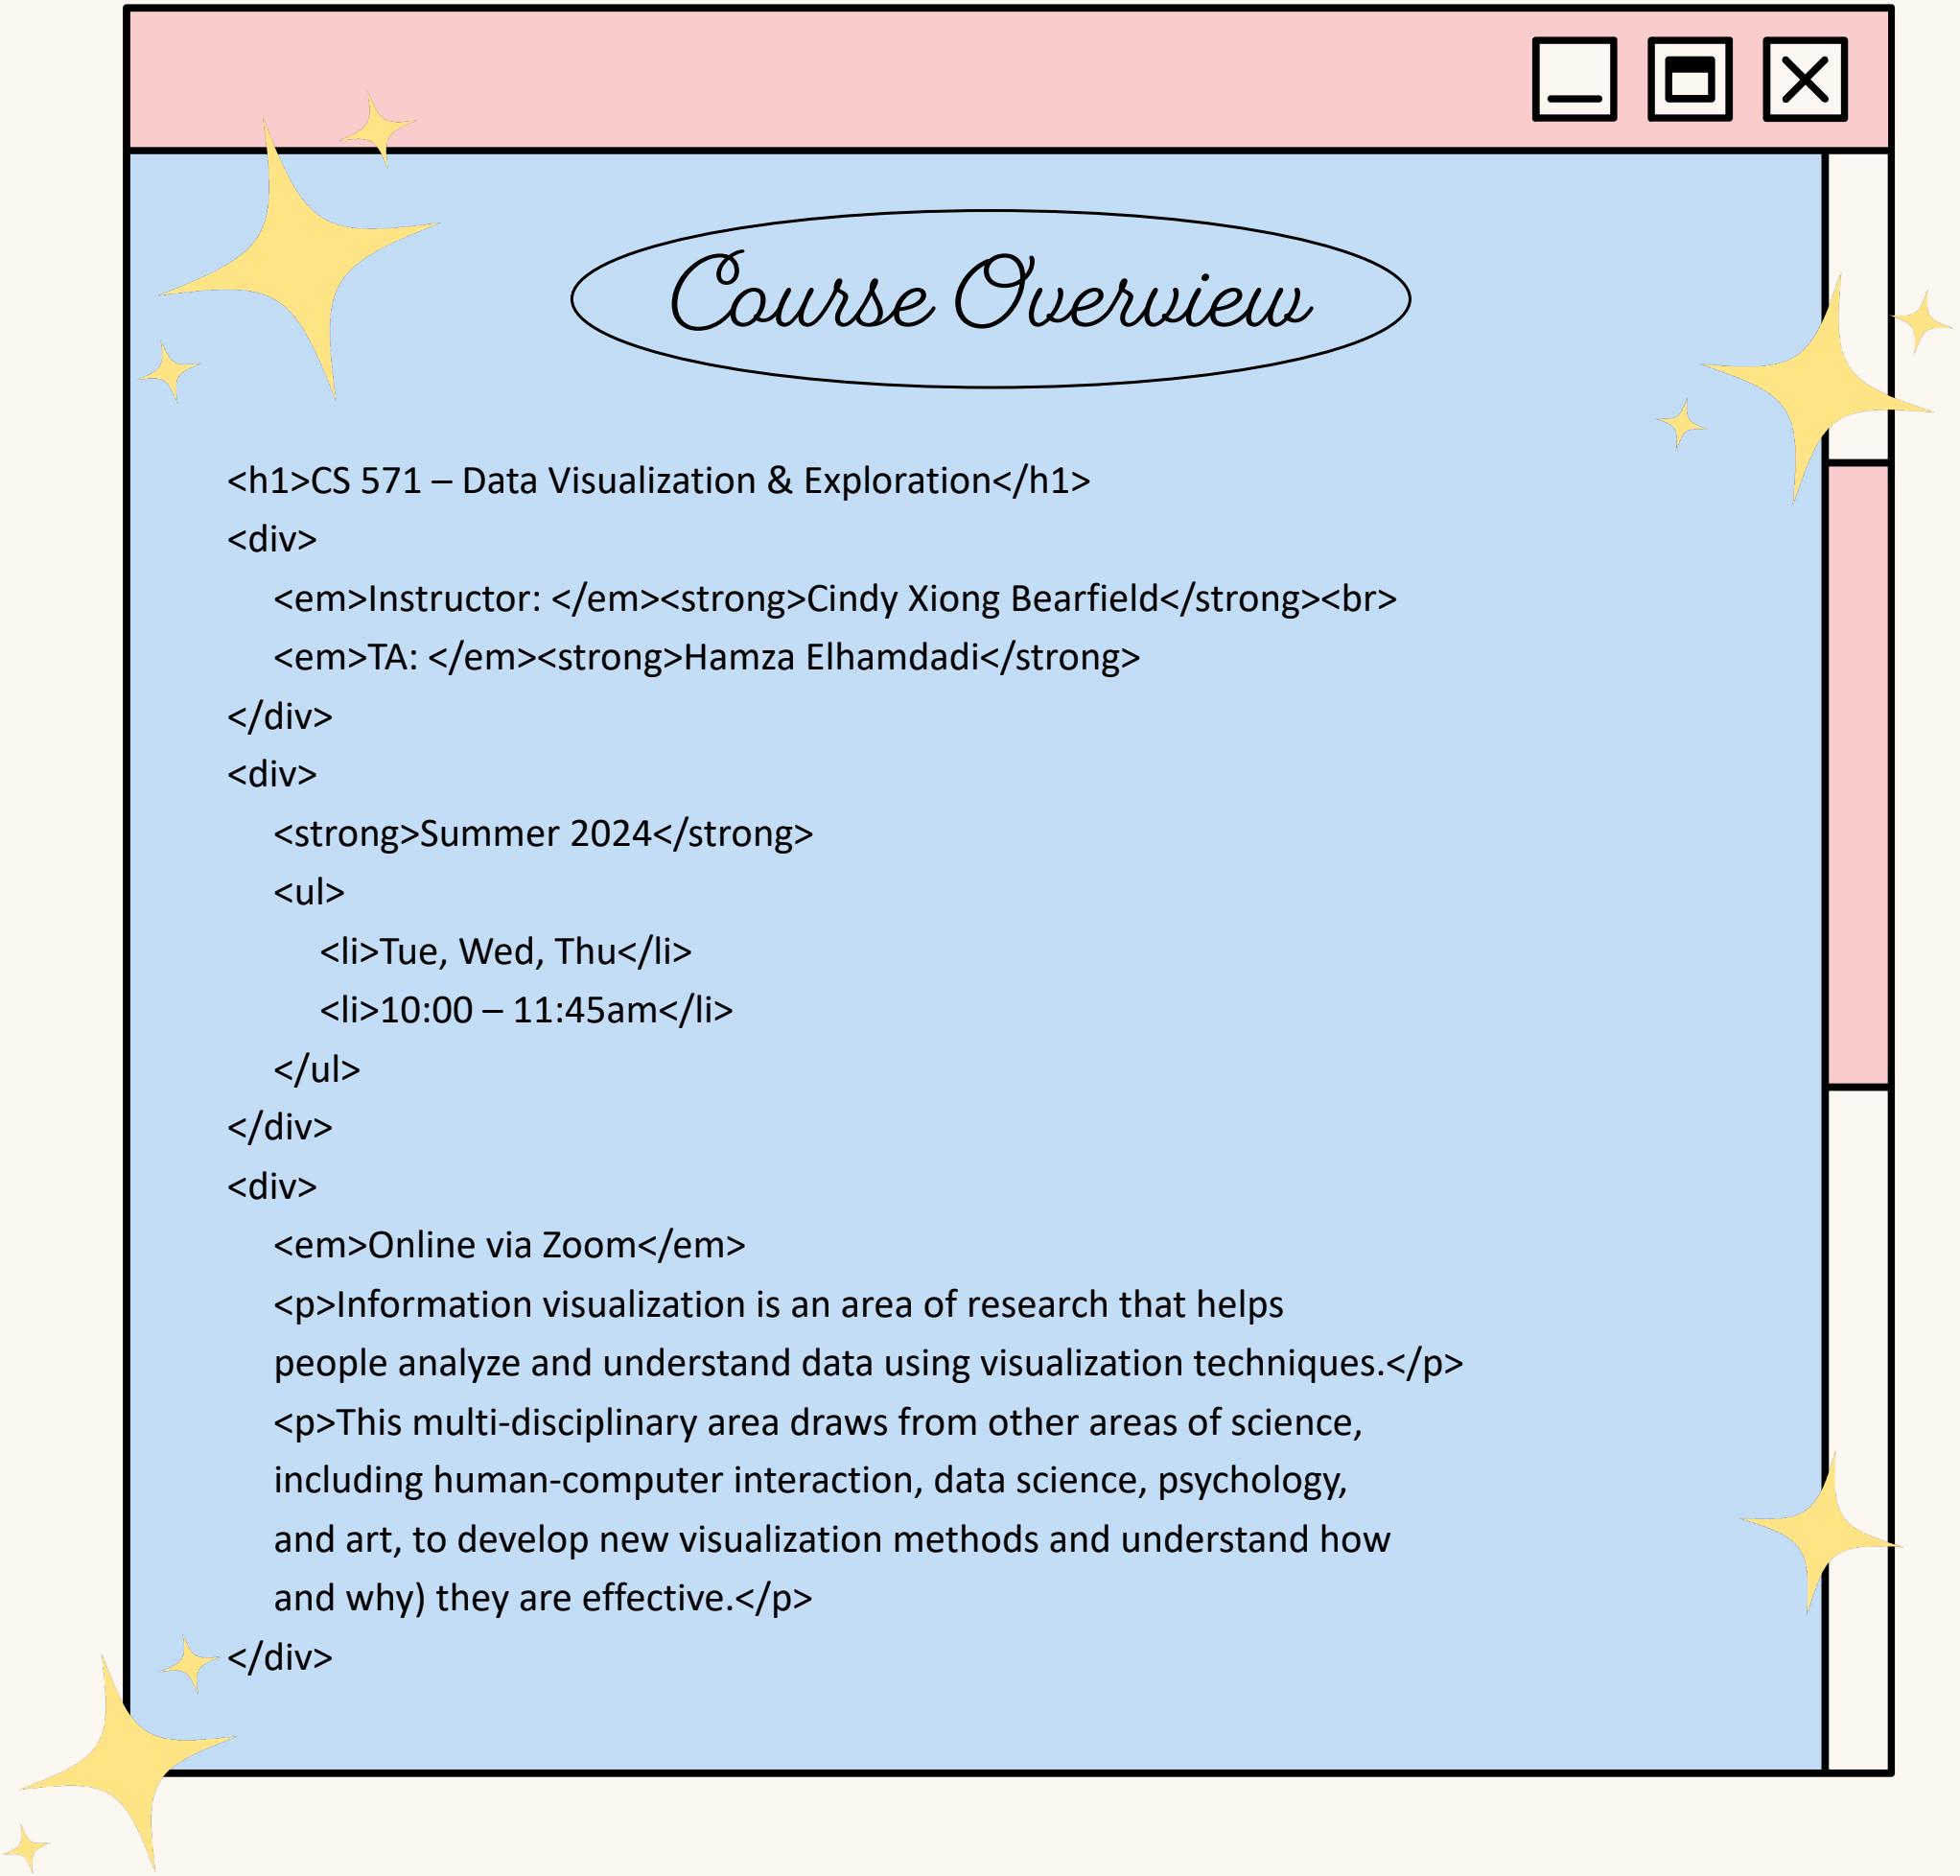 Course Overview
<h1>CS 571 – Data Visualization & Exploration</h1>
<div>
<em>Instructor: </em><strong>Cindy Xiong Bearfield</strong><br>
<em>TA: </em><strong>Hamza Elhamdadi</strong>
</div>
<div>
<strong>Summer 2024</strong>
<ul>
<li>Tue, Wed, Thu</li>
<li>10:00 – 11:45am</li>
</ul>
</div>
<div>
<em>Online via Zoom</em>
<p>Information visualization is an area of research that helps
people analyze and understand data using visualization techniques.</p>
<p>This multi-disciplinary area draws from other areas of science,
including human-computer interaction, data science, psychology,
and art, to develop new visualization methods and understand how
and why) they are effective.</p>
</div>